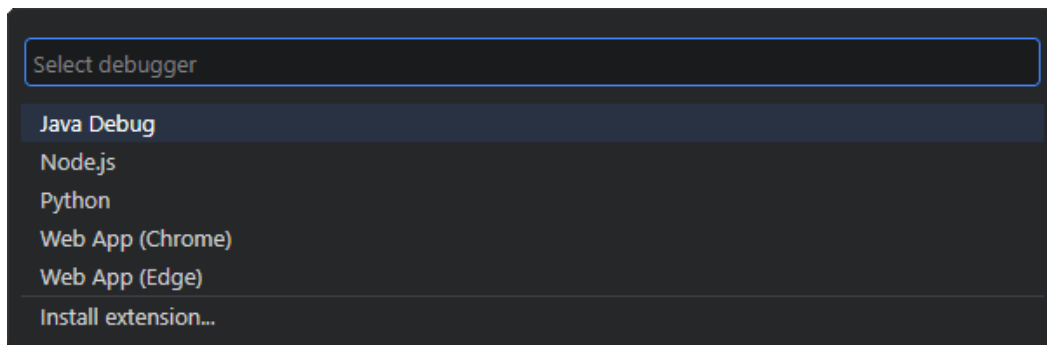 Select debugger
Java Debug
Node.js
Python
Web App (Chrome)
Web App (Edge)
Install extension...